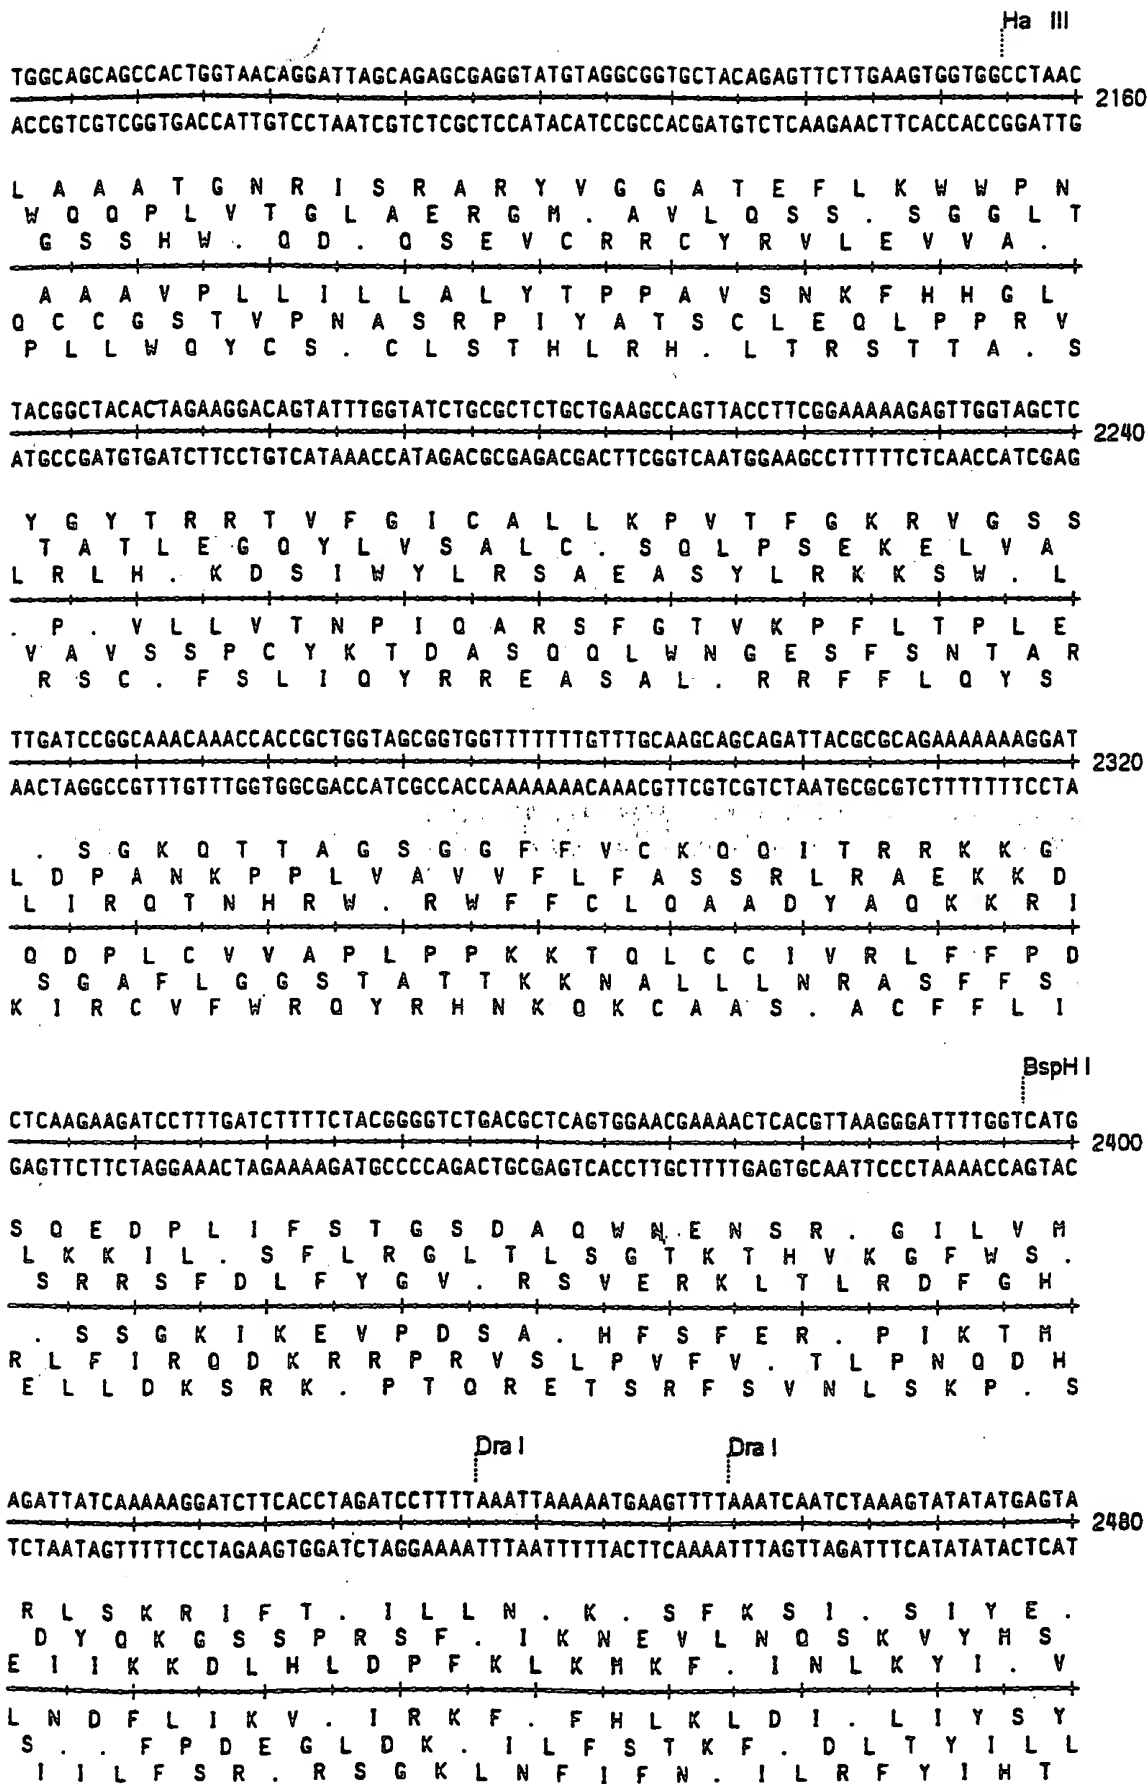 Ha III
TGGCAGCAGCCACTGGTAACAGGATTAGCAGAGCGAGGTATGTAGGCGGTGCTACAGAGTTCTTGAAGTGGTGGCCTAAC
2160
ACCGTCGTCGGTGACCATTGTCCTAATCGTCTCGCTCCATACATCCGCCACGATGTCTCAAGAACTTCACCACCGGATTG
L A A A T G N R I S R A R Y V G G A T E F L K W W P N
W Q Q P L V T G L A E R G M . A V L Q S S . S G G L T
G S S H W . Q D . Q S E V C R R C Y R V L E V V A .
A A A V P L L I L L A L Y T P P A V S N K F H H G L
Q C C G S T V P N A S R P I Y A T S C L E Q L P P R V
P L L W Q Y C S . C L S T H L R H . L T R S T T A . S
TACGGCTACACTAGAAGGACAGTATTTGGTATCTGCGCTCTGCTGAAGCCAGTTACCTTCGGAAAAAGAGTTGGTAGCTC
2240
ATGCCGATGTGATCTTCCTGTCATAAACCATAGACGCGAGACGACTTCGGTCAATGGAAGCCTTTTTCTCAACCATCGAG
Y G Y T R R T V F G I C A L L K P V T F G K R V G S S
T A T L E G Q Y L V S A L C . S Q L P S E K E L V A
L R L H . K D S I W Y L R S A E A S Y L R K K S W . L
. P . V L L V T N P I Q A R S F G T V K P F L T P L E
V A V S S P C Y K T D A S Q Q L W N G E S F S N T A R
R S C . F S L I Q Y R R E A S A L . R R F F L Q Y S
TTGATCCGGCAAACAAACCACCGCTGGTAGCGGTGGTTTTTTTGTTTGCAAGCAGCAGATTACGCGCAGAAAAAAAGGAT
2320
AACTAGGCCGTTTGTTTGGTGGCGACCATCGCCACCAAAAAAACAAACGTTCGTCGTCTAATGCGCGTCTTTTTTTCCTA
. S G K Q T T A G S G G F F V C K Q Q I T R R K K G
L D P A N K P P L V A V V F L F A S S R L R A E K K D
L I R Q T N H R W . R W F F C L Q A A D Y A Q K K R I
Q D P L C V V A P L P P K K T Q L C C I V R L F F P D
S G A F L G G S T A T T K K N A L L L N R A S F F S
K I R C V F W R Q Y R H N K Q K C A A S . A C F F L I
BspH I
CTCAAGAAGATCCTTTGATCTTTTCTACGGGGTCTGACGCTCAGTGGAACGAAAACTCACGTTAAGGGATTTTGGTCATG
2400
GAGTTCTTCTAGGAAACTAGAAAAGATGCCCCAGACTGCGAGTCACCTTGCTTTTGAGTGCAATTCCCTAAAACCAGTAC
S Q E D P L I F S T G S D A Q W N E N S R . G I L V M
L K K I L . S F L R G L T L S G T K T H V K G F W S .
S R R S F D L F Y G V . R S V E R K L T L R D F G H
. S S G K I K E V P D S A . H F S F E R . P I K T M
R L F I R Q D K R R P R V S L P V F V . T L P N Q D H
E L L D K S R K . P T Q R E T S R F S V N L S K P . S
Dra I Dra I
AGATTATCAAAAAGGATCTTCACCTAGATCCTTTTAAATTAAAAATGAAGTTTTAAATCAATCTAAAGTATATATGAGTA
2480
TCTAATAGTTTTTCCTAGAAGTGGATCTAGGAAAATTTAATTTTTACTTCAAAATTTAGTTAGATTTCATATATACTCAT
R L S K R I F T . I L L N . K . S F K S I . S I Y E .
D Y Q K G S S P R S F . I K N E V L N Q S K V Y M S
E I I K K D L H L D P F K L K M K F . I N L K Y I . V
L N D F L I K V . I R K F . F H L K L D I . L I Y S Y
S . . F P D E G L D K . I L F S T K F . D L T Y I L L
I I L F S R . R S G K L N F I F N . I L R F Y I H T